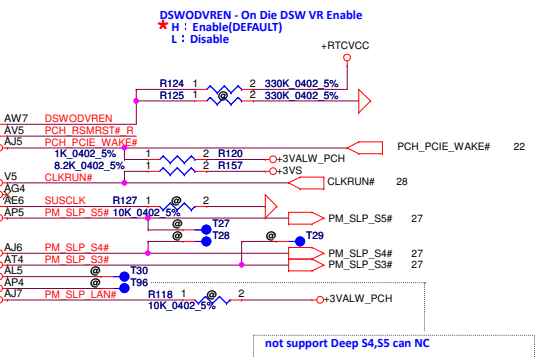 DSWODVREN - On Die DSW VR Enable
* H : Enable(DEFAULT)
L : Disable
+RTCVCC
R124 1 2 330K_0402_5%
R125 1 @ 2 330K_0402_5%
AW7 DSWODVREN
AV5 PCH_RSMRST#_R
AJ5 PCH_PCIE_WAKE# PCH_PCIE_WAKE# 22
1K_0402_5% 1 2 R120 +3VALW_PCH
8.2K_0402_5% 1 2 R157 +3VS
V5 CLKRUN# CLKRUN# 28
AG4
AE6 SUSCLK R127 1 @ 2
AP5 PM_SLP_S5# 10K_0402_5% PM_SLP_S5# 27
@ T27
@ T28 @ T29
AJ6 PM_SLP_S4# PM_SLP_S4# 27
AT4 PM_SLP_S3# PM_SLP_S3# 27
AL5 @ T30
AP4 @ T96
AJ7 PM_SLP_LAN# R118 1 @ 2 +3VALW_PCH
10K_0402_5%
not support Deep S4,S5 can NC